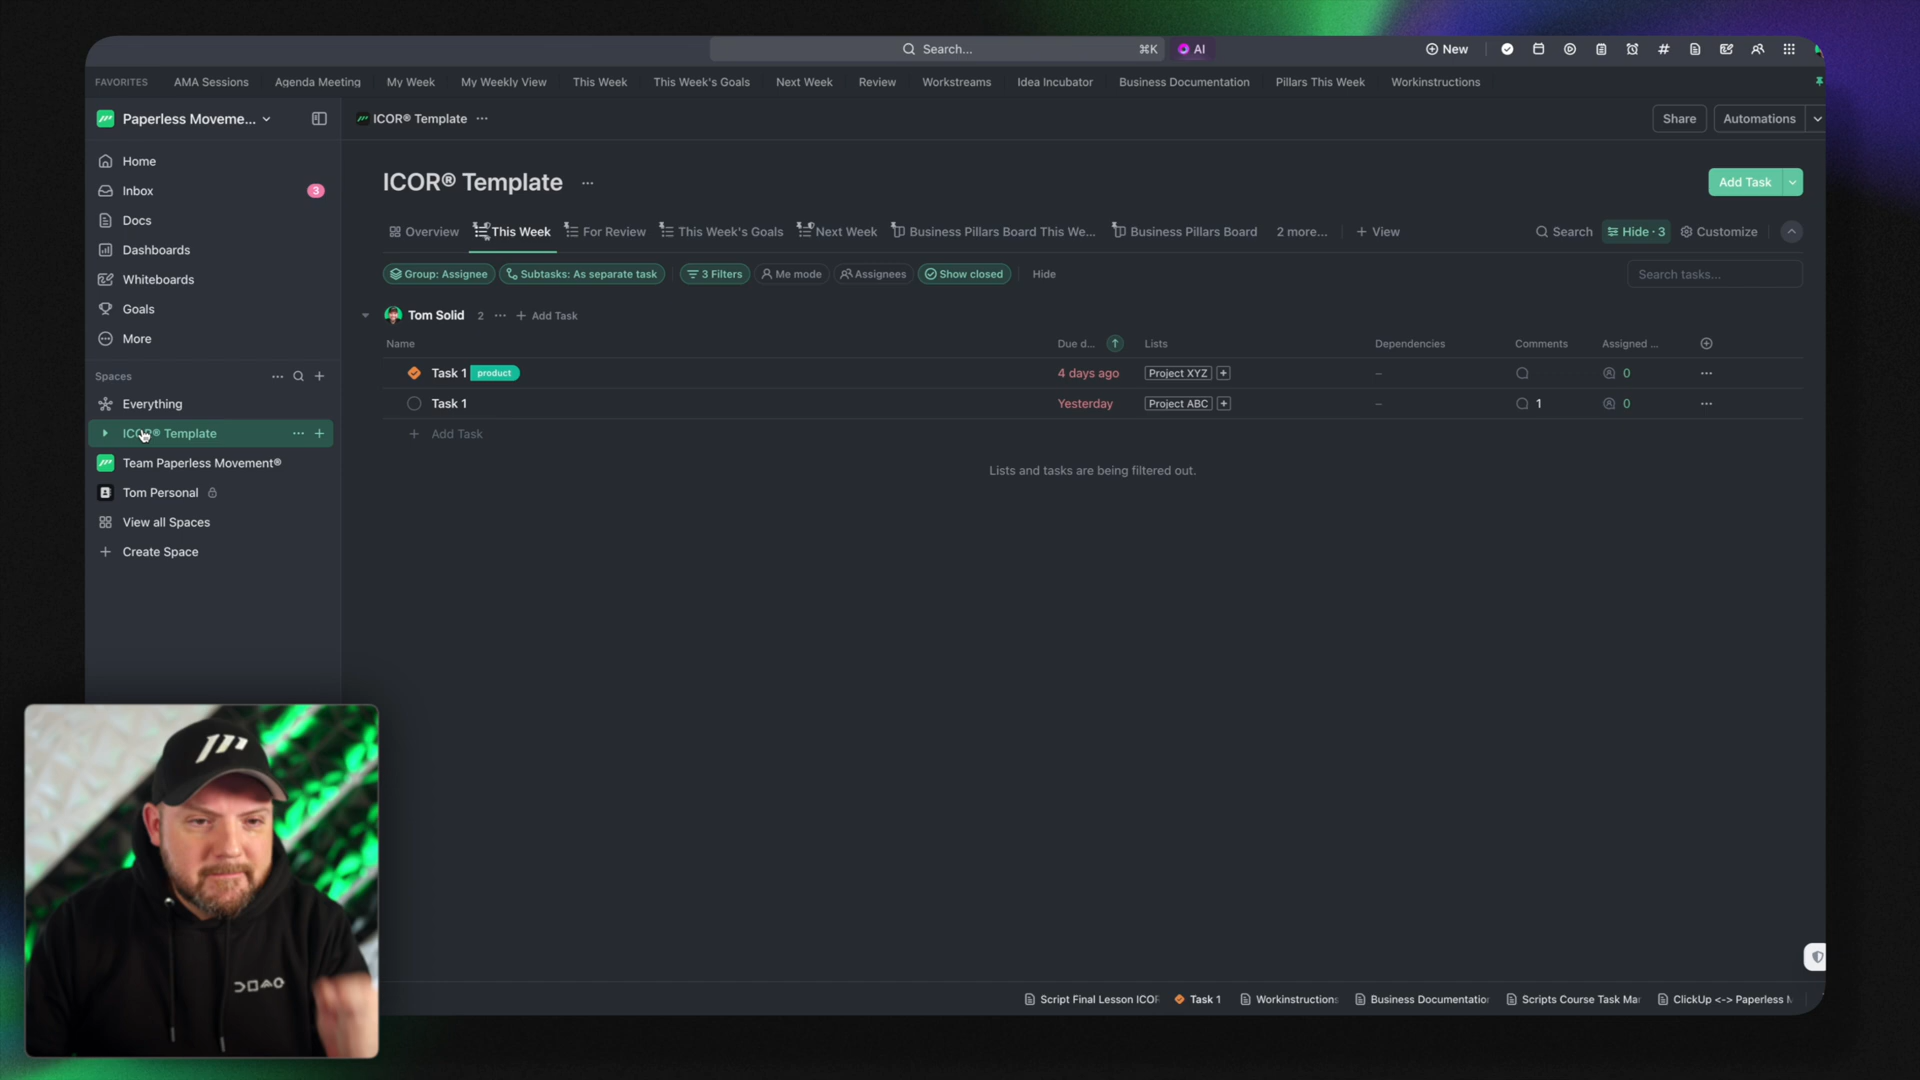 Search... ⌘K AI
New
FAVORITES AMA Sessions Agenda Meeting My Week My Weekly View This Week This Week's Goals Next Week Review Workstreams Idea Incubator Business Documentation Pillars This Week Workinstructions
Paperless Moveme...
ICOR® Template ...
Share Automations
Home
Inbox 3
Docs
Dashboards
Whiteboards
Goals
More
Spaces
Everything
ICOR® Template
Team Paperless Movement®
Tom Personal
View all Spaces
Create Space
ICOR® Template ...
Add Task
Overview This Week For Review This Week's Goals Next Week Business Pillars Board This We... Business Pillars Board 2 more... + View Search Hide · 3 Customize
Group: Assignee Subtasks: As separate task 3 Filters Me mode Assignees Show closed Hide Search tasks...
Tom Solid 2 ... + Add Task
Name Due d... Lists Dependencies Comments Assigned ...
Task 1 product 4 days ago Project XYZ + – 0 ...
Task 1 Yesterday Project ABC + – 1 0 ...
+ Add Task
Lists and tasks are being filtered out.
Script Final Lesson ICOR Task 1 Workinstructions Business Documentatio Scripts Course Task Mar ClickUp <-> Paperless M